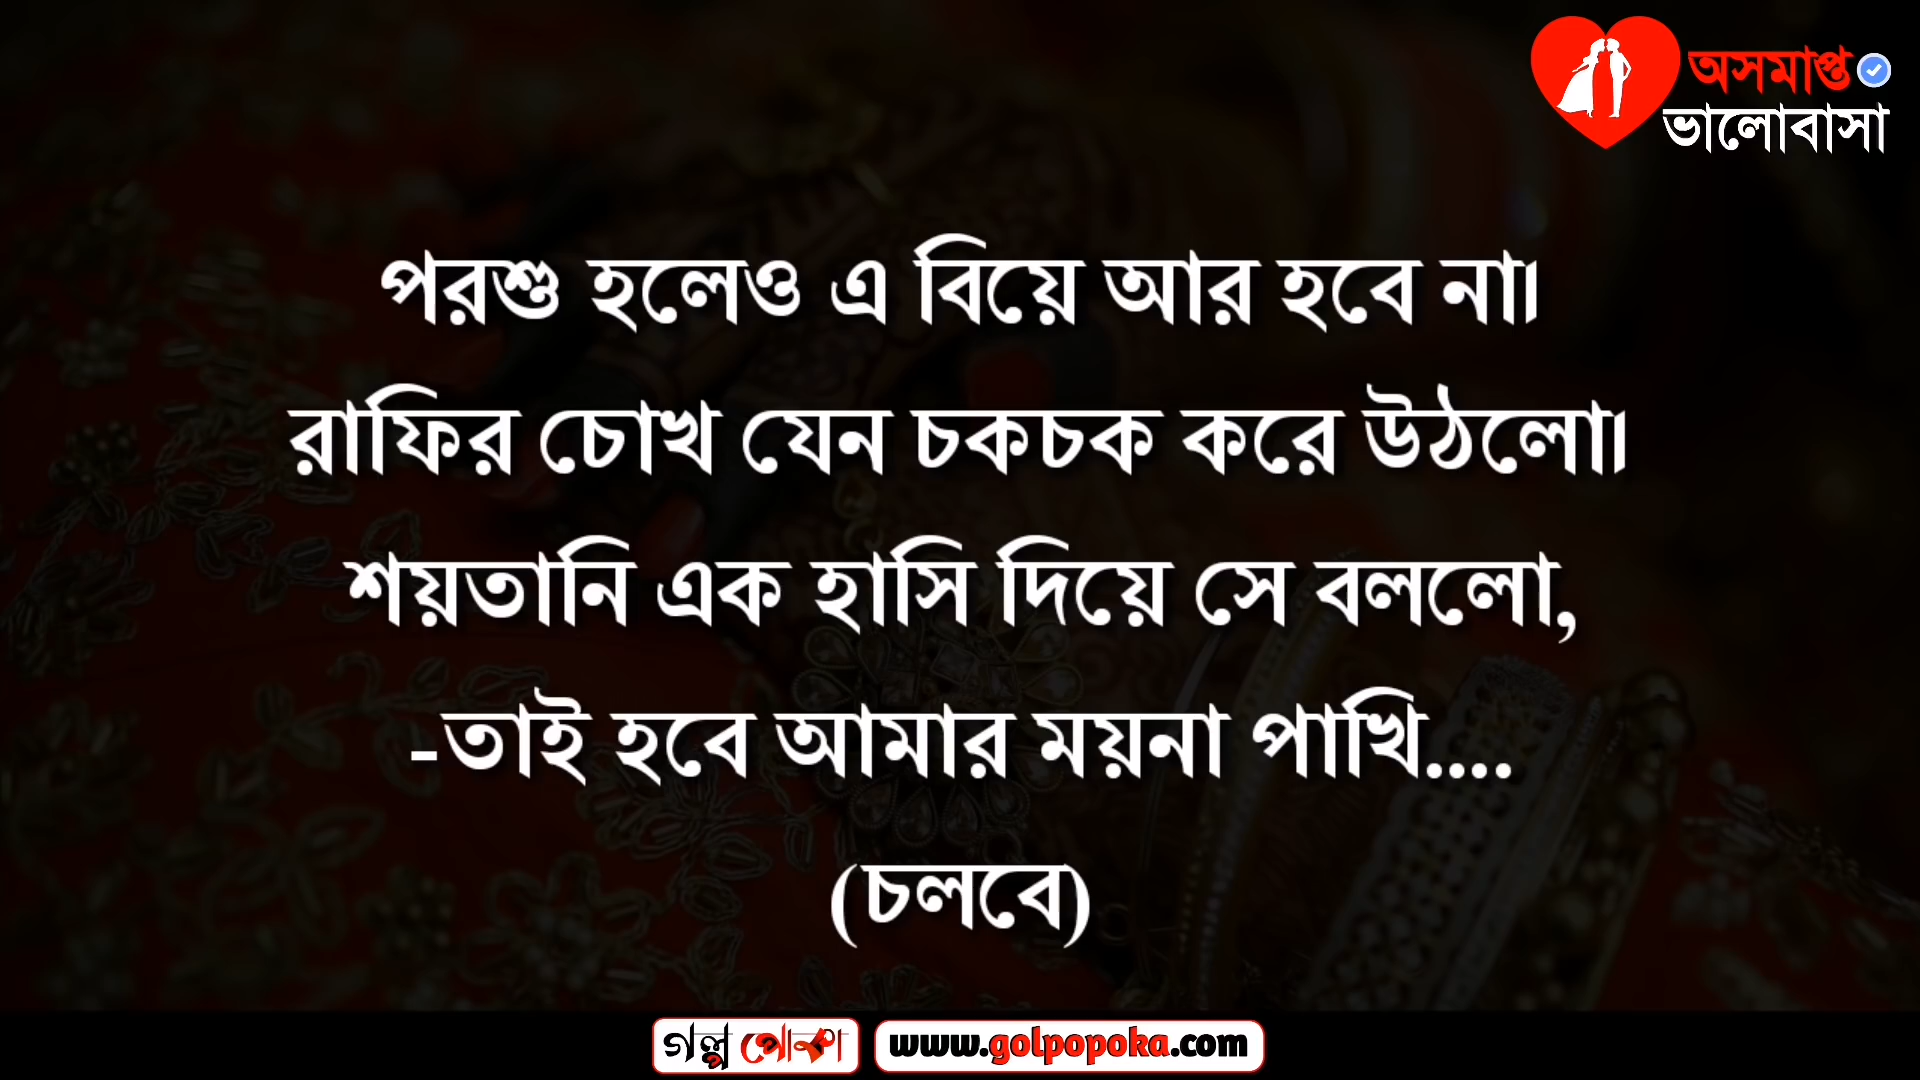 অসমাপ্ত
ভালোবাসা
পরশু হলেও এ বিয়ে আর হবে না।
রাফির চোখ যেন চকচক করে উঠলো।
শয়তানি এক হাসি দিয়ে সে বললো,
-তাই হবে আমার ময়না পাখি....
(চলবে)
গল্প পোকা
www.golpopoka.com